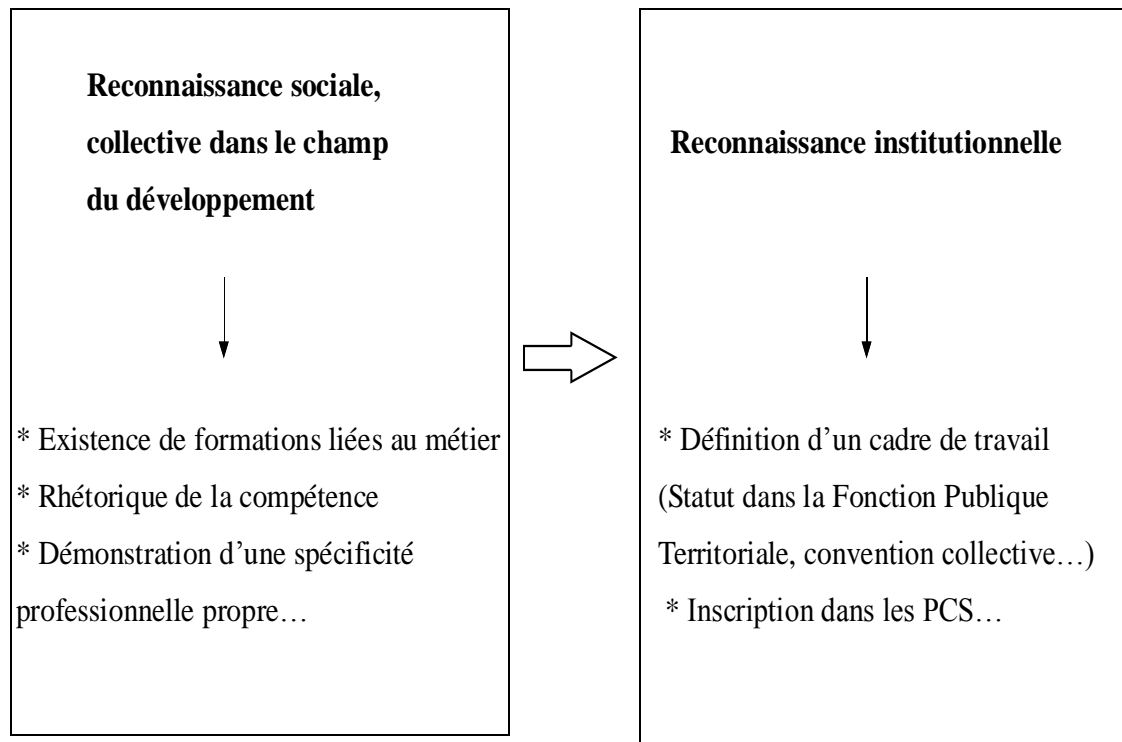 Reconnaissance sociale,
collective dans le champ
du développement
* Existence de formations liées au métier
* Rhétorique de la compétence
* Démonstration d’une spécificité
professionnelle propre…
Reconnaissance institutionnelle
* Définition d’un cadre de travail
(Statut dans la Fonction Publique
Territoriale, convention collective…)
* Inscription dans les PCS…